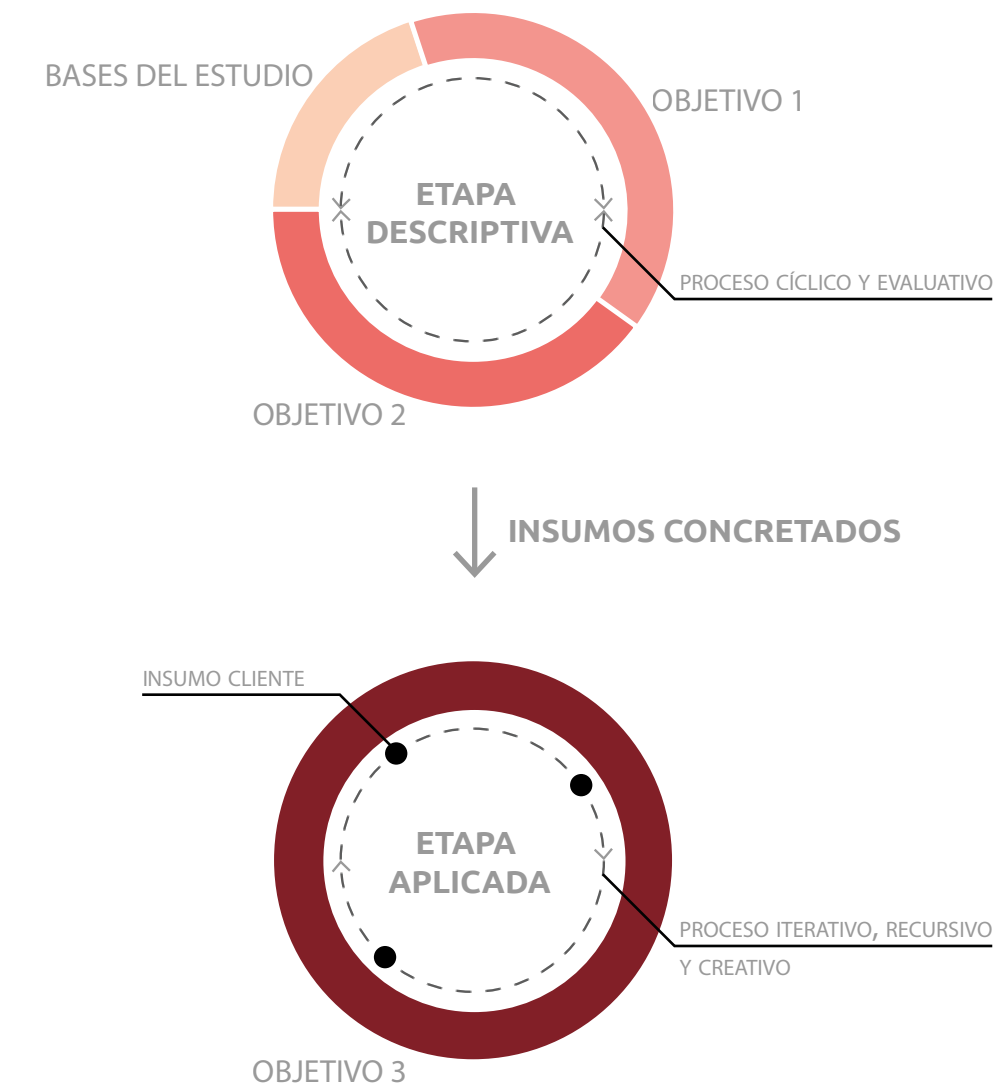 BASES DEL ESTUDIO
OBJETIVO 1
ETAPA
DESCRIPTIVA
PROCESO CÍCLICO Y EVALUATIVO
OBJETIVO 2
INSUMOS CONCRETADOS
INSUMO CLIENTE
ETAPA
APLICADA
PROCESO ITERATIVO, RECURSIVO
Y CREATIVO
OBJETIVO 3